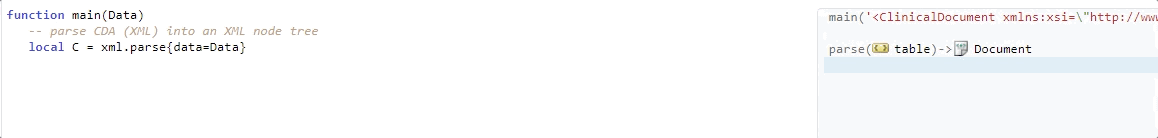 function main(Data)
-- parse CDA (XML) into an XML node tree
local C = xml.parse{data=Data}
main('<ClinicalDocument xmlns:xsi=\"http://www
parse( table)-> Document